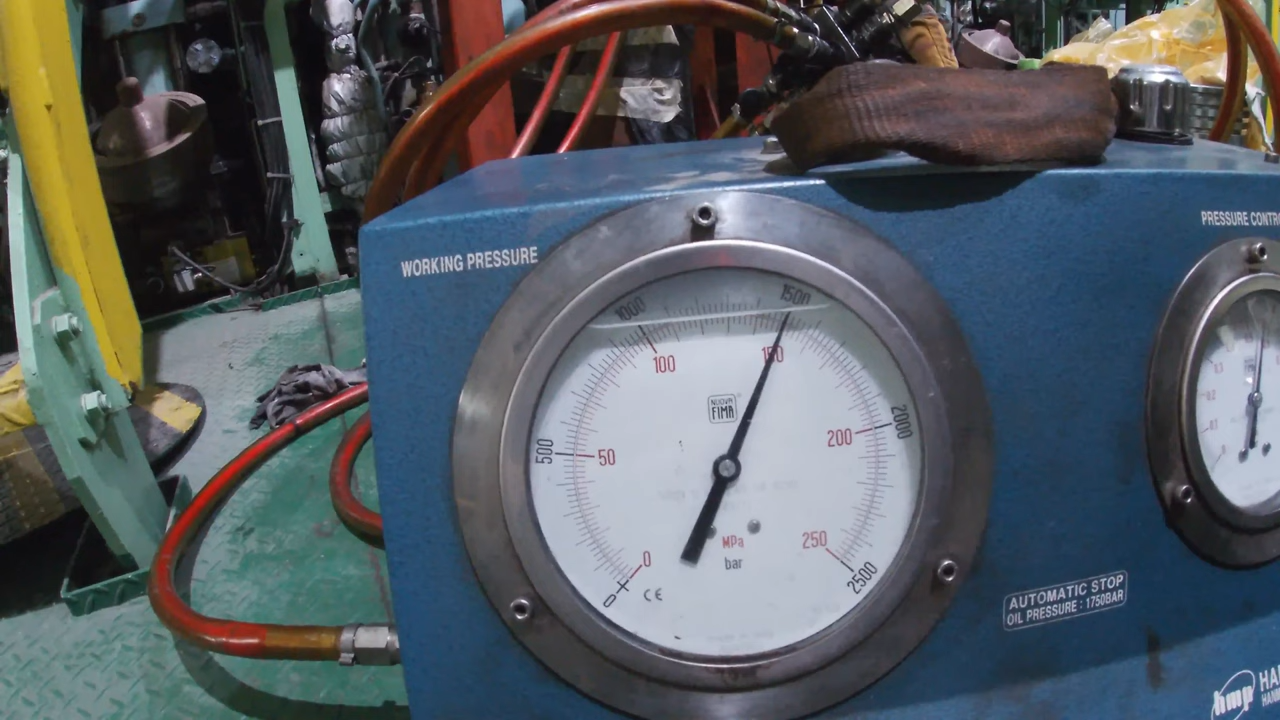 WORKING PRESSURE
PRESSURE CONTR
1000
1500
100
150
NUOVA
FIMA
2000
200
500
50
0
MPa
bar
250
2500
0
CE
AUTOMATIC STOP
OIL PRESSURE : 1750BAR
hmp
HA